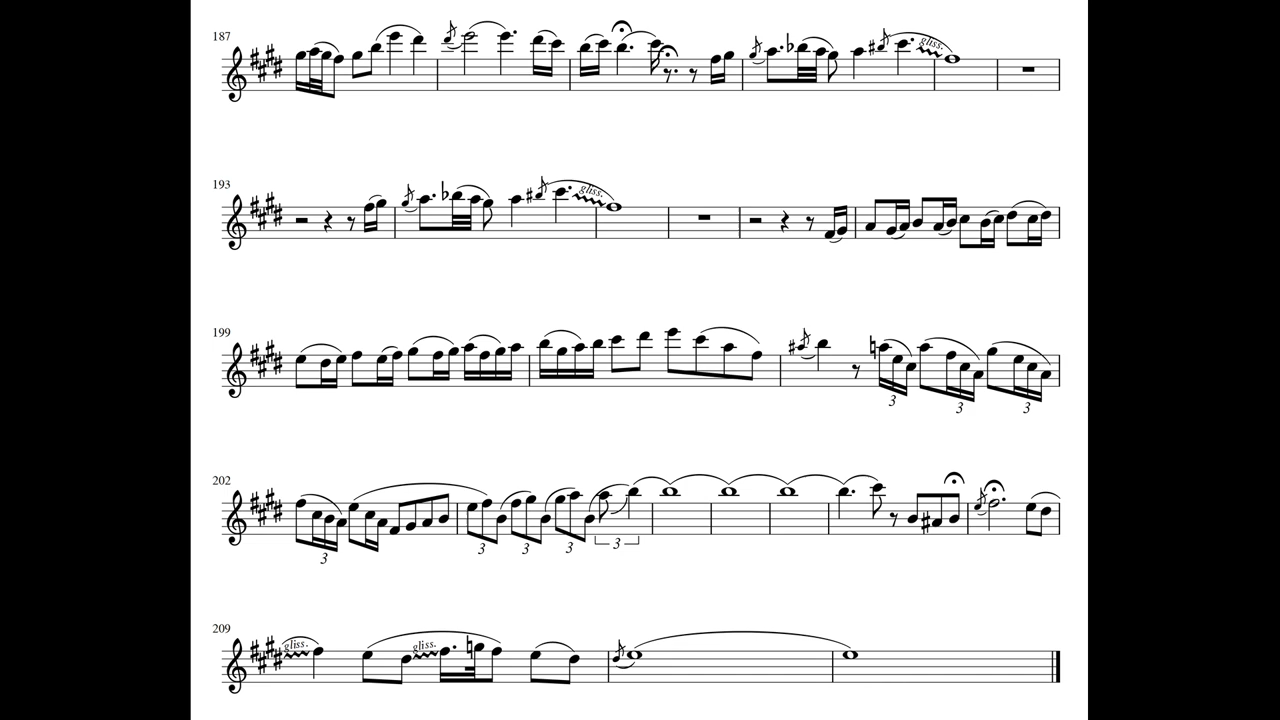 187
gliss.
193
gliss.
199
3 3 3
202
3 3 3 3 3
209
gliss. gliss.